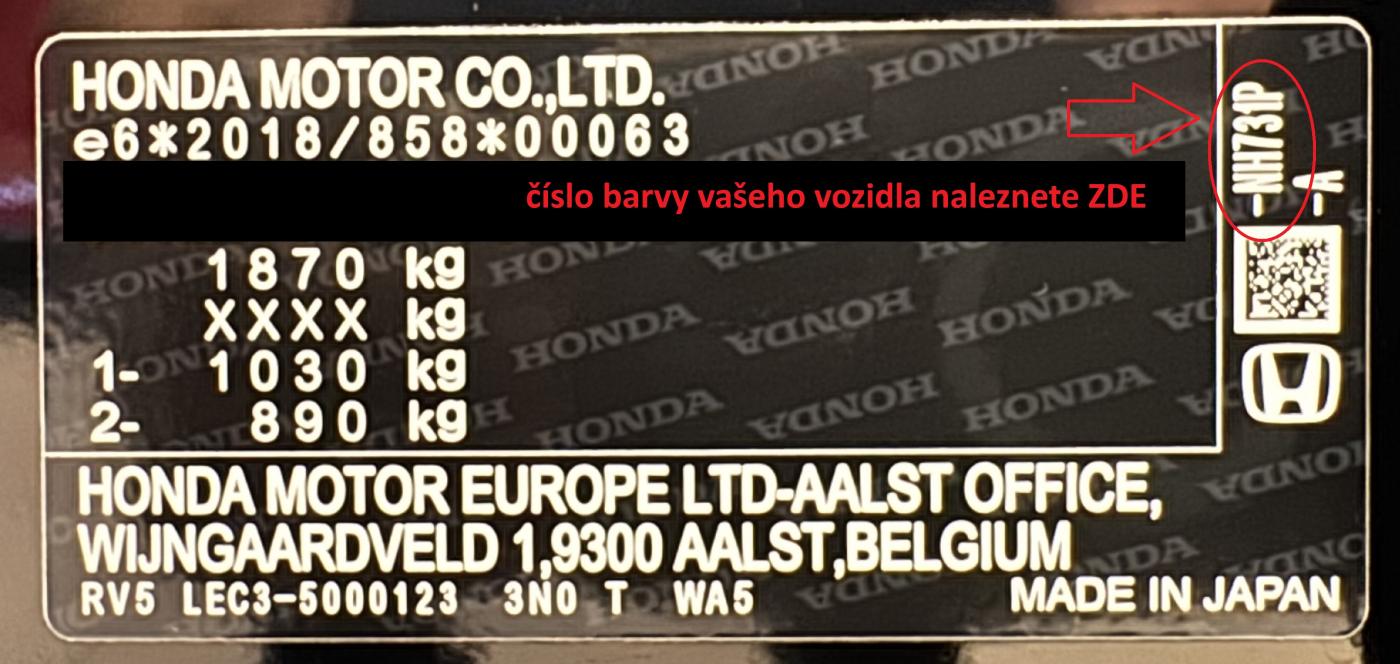 HONDA MOTOR CO.,LTD.
e6*2018/858*00063
číslo barvy vašeho vozidla naleznete ZDE
1870 kg
XXXX kg
1- 1030 kg
2- 890 kg
-NH731P
-A
HONDA MOTOR EUROPE LTD-AALST OFFICE,
WIJNGAARDVELD 1,9300 AALST,BELGIUM
RV5 LEC3-5000123 3N0 T WA5
MADE IN JAPAN